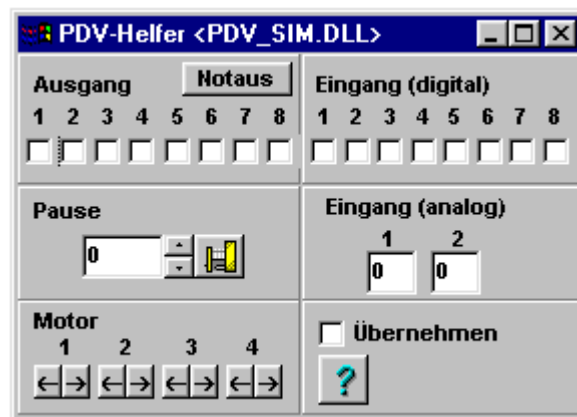 PDV-Helfer <PDV_SIM.DLL>
Ausgang Notaus
1 2 3 4 5 6 7 8
Eingang (digital)
1 2 3 4 5 6 7 8
Pause
0
Eingang (analog)
1 2
0 0
Motor
1 2 3 4
← → ← → ← → ← →
Übernehmen
?